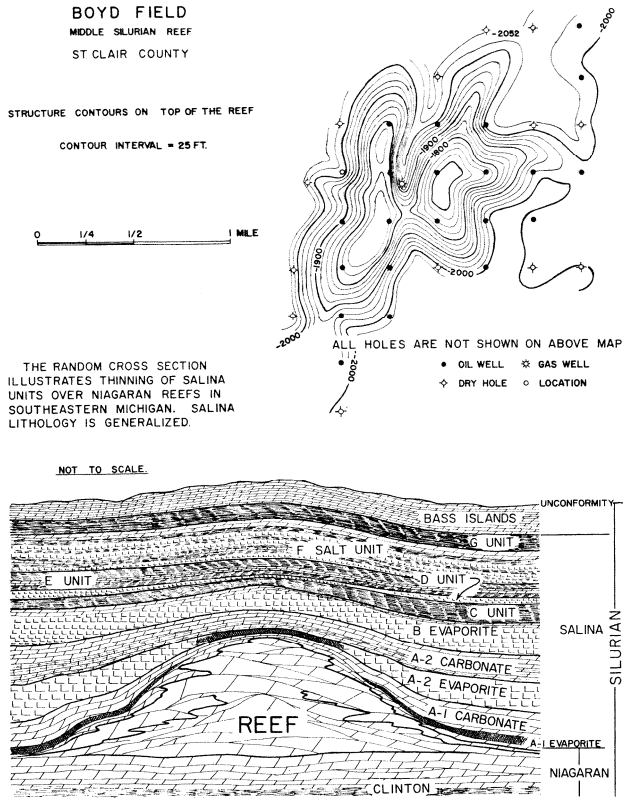 BOYD FIELD
MIDDLE SILURIAN REEF
ST CLAIR COUNTY
STRUCTURE CONTOURS ON TOP OF THE REEF
CONTOUR INTERVAL = 25 FT.
0 1/4 1/2 1 MILE
-2052
-2000
-1900
-1800
-1900
-2000
-2000
-2000
ALL HOLES ARE NOT SHOWN ON ABOVE MAP
OIL WELL GAS WELL
DRY HOLE LOCATION
THE RANDOM CROSS SECTION
ILLUSTRATES THINNING OF SALINA
UNITS OVER NIAGARAN REEFS IN
SOUTHEASTERN MICHIGAN. SALINA
LITHOLOGY IS GENERALIZED.
NOT TO SCALE.
UNCONFORMITY
BASS ISLANDS
G UNIT
F SALT UNIT
E UNIT
D UNIT
C UNIT
B EVAPORITE
A-2 CARBONATE
A-2 EVAPORITE
A-1 CARBONATE
A-1 EVAPORITE
REEF
CLINTON
SALINA
NIAGARAN
SILURIAN